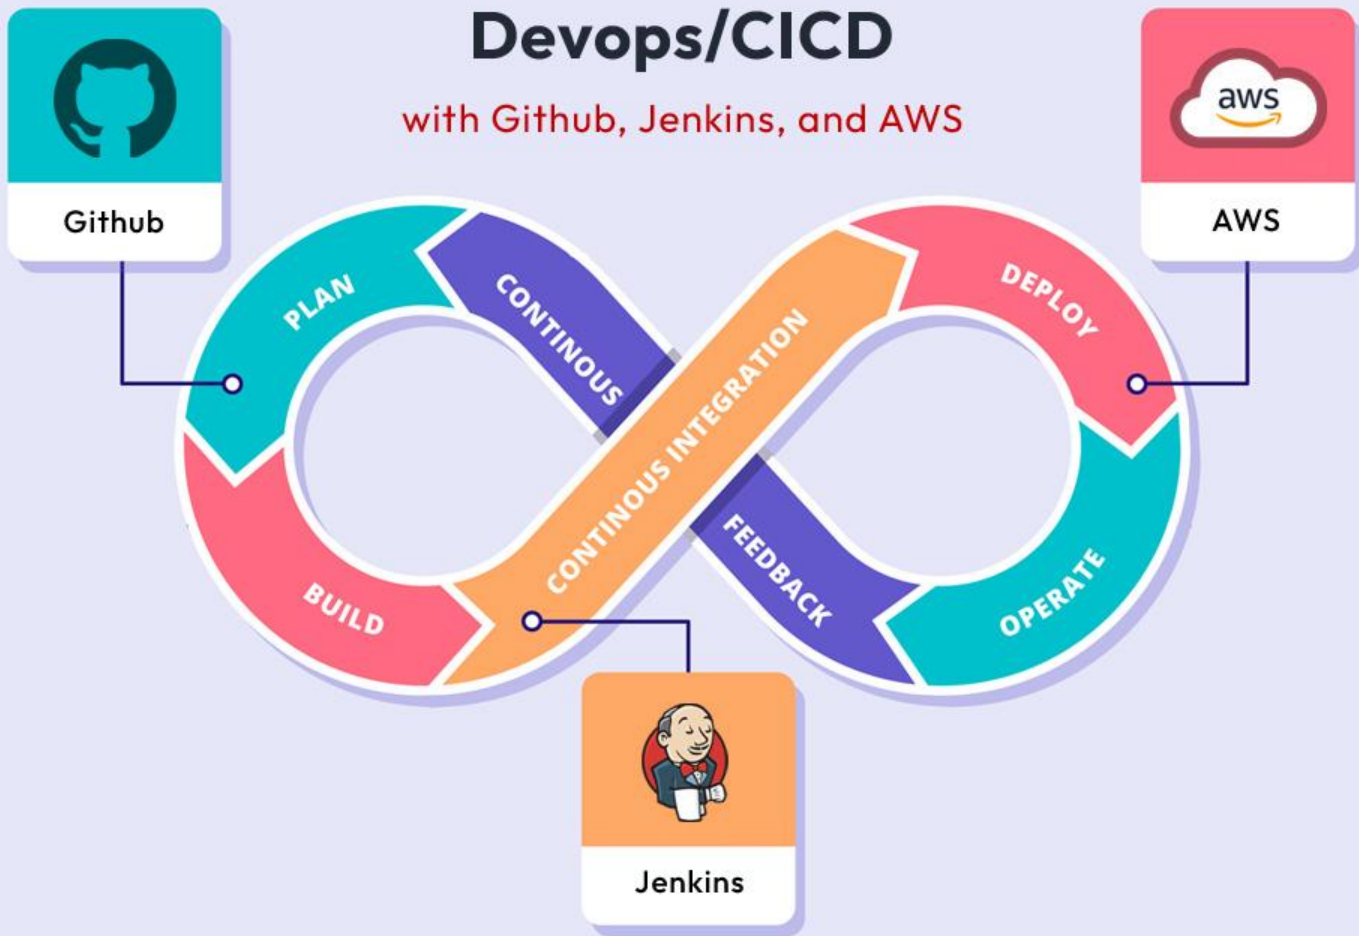 Devops/CICD
with Github, Jenkins, and AWS
Github
aws
AWS
PLAN
CONTINOUS
FEEDBACK
CONTINOUS INTEGRATION
DEPLOY
BUILD
OPERATE
Jenkins